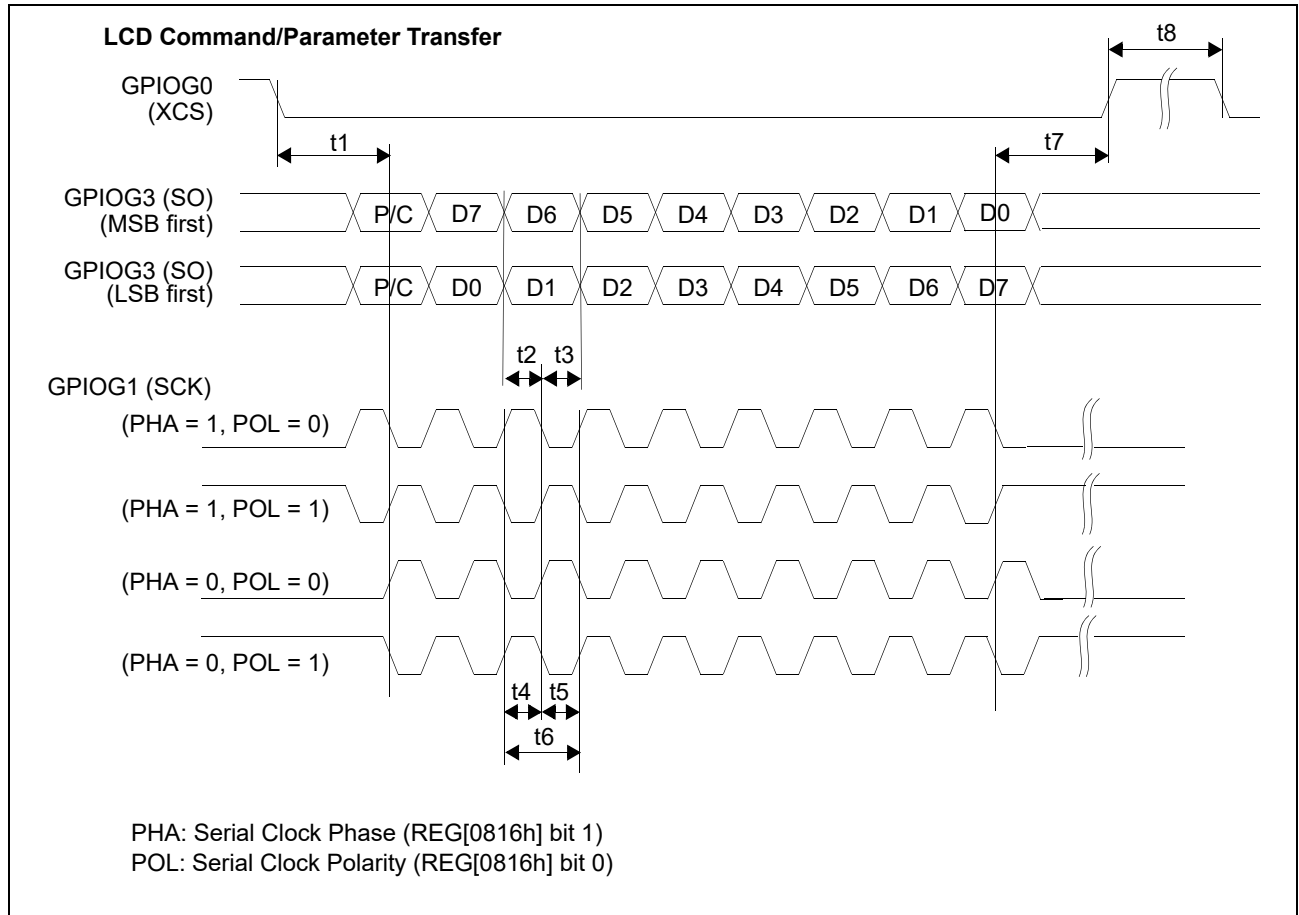 LCD Command/Parameter Transfer
t8
GPIOG0
(XCS)
t1
t7
GPIOG3 (SO)
(MSB first)
P/C D7 D6 D5 D4 D3 D2 D1 D0
GPIOG3 (SO)
(LSB first)
P/C D0 D1 D2 D3 D4 D5 D6 D7
t2 t3
GPIOG1 (SCK)
(PHA = 1, POL = 0)
(PHA = 1, POL = 1)
(PHA = 0, POL = 0)
(PHA = 0, POL = 1)
t4 t5
t6
PHA: Serial Clock Phase (REG[0816h] bit 1)
POL: Serial Clock Polarity (REG[0816h] bit 0)